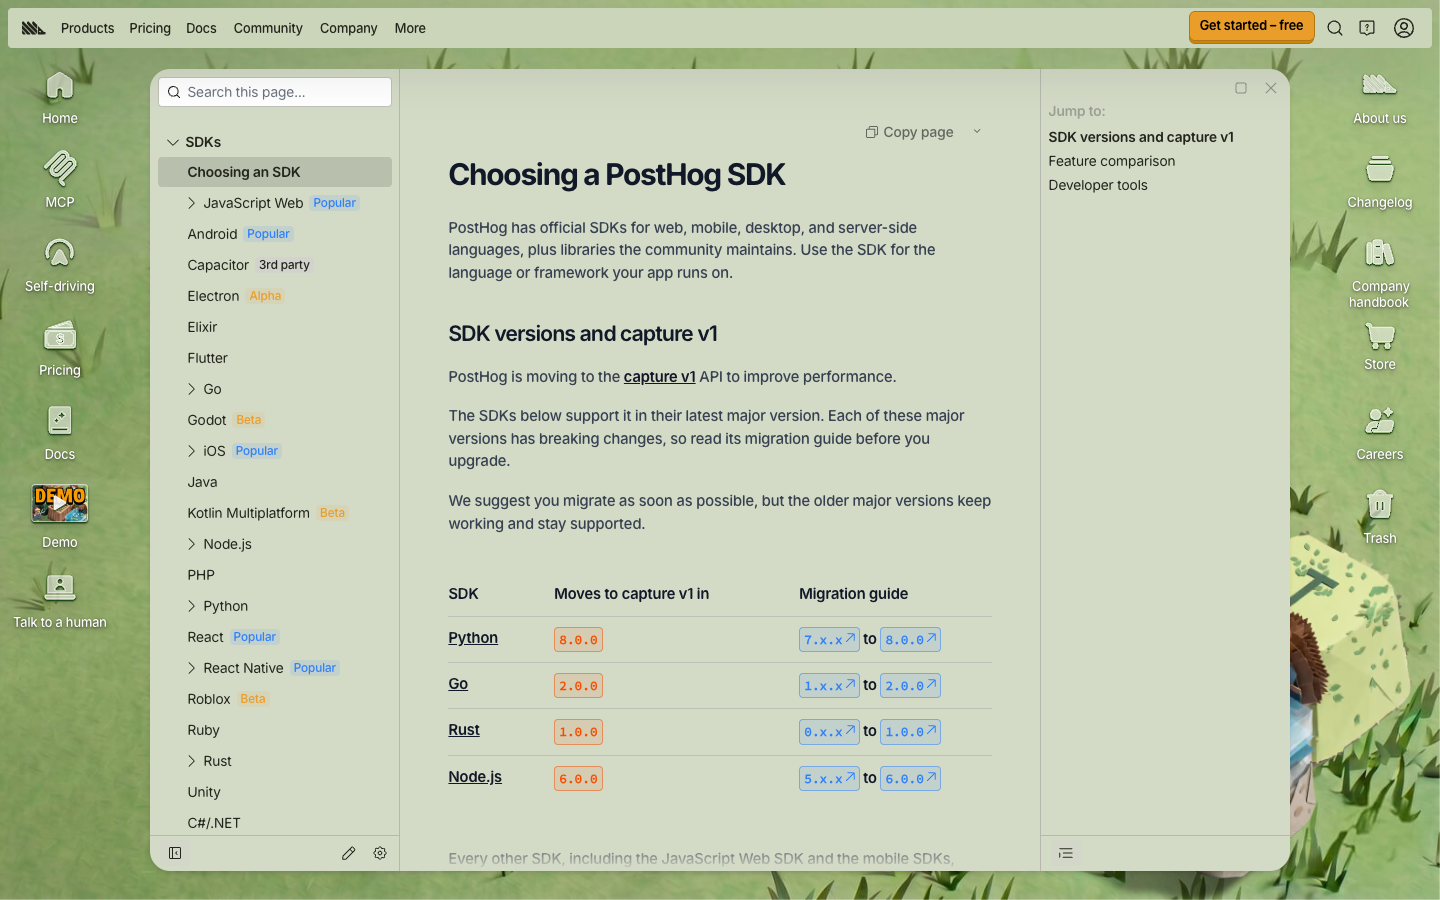 Products Pricing Docs Community Company More
Get started – free
Home
MCP
Self-driving
Pricing
Docs
DEMO
Demo
Talk to a human
Search this page...
SDKs
Choosing an SDK
JavaScript Web Popular
Android Popular
Capacitor 3rd party
Electron Alpha
Elixir
Flutter
Go
Godot Beta
iOS Popular
Java
Kotlin Multiplatform Beta
Node.js
PHP
Python
React Popular
React Native Popular
Roblox Beta
Ruby
Rust
Unity
C#/.NET
Copy page
Choosing a PostHog SDK
PostHog has official SDKs for web, mobile, desktop, and server-side
languages, plus libraries the community maintains. Use the SDK for the
language or framework your app runs on.
SDK versions and capture v1
PostHog is moving to the capture v1 API to improve performance.
The SDKs below support it in their latest major version. Each of these major
versions has breaking changes, so read its migration guide before you
upgrade.
We suggest you migrate as soon as possible, but the older major versions keep
working and stay supported.
SDK Moves to capture v1 in Migration guide
Python 8.0.0 7.x.x to 8.0.0
Go 2.0.0 1.x.x to 2.0.0
Rust 1.0.0 0.x.x to 1.0.0
Node.js 6.0.0 5.x.x to 6.0.0
Every other SDK, including the JavaScript Web SDK and the mobile SDKs,
Jump to:
SDK versions and capture v1
Feature comparison
Developer tools
About us
Changelog
Company
handbook
Store
Careers
Trash